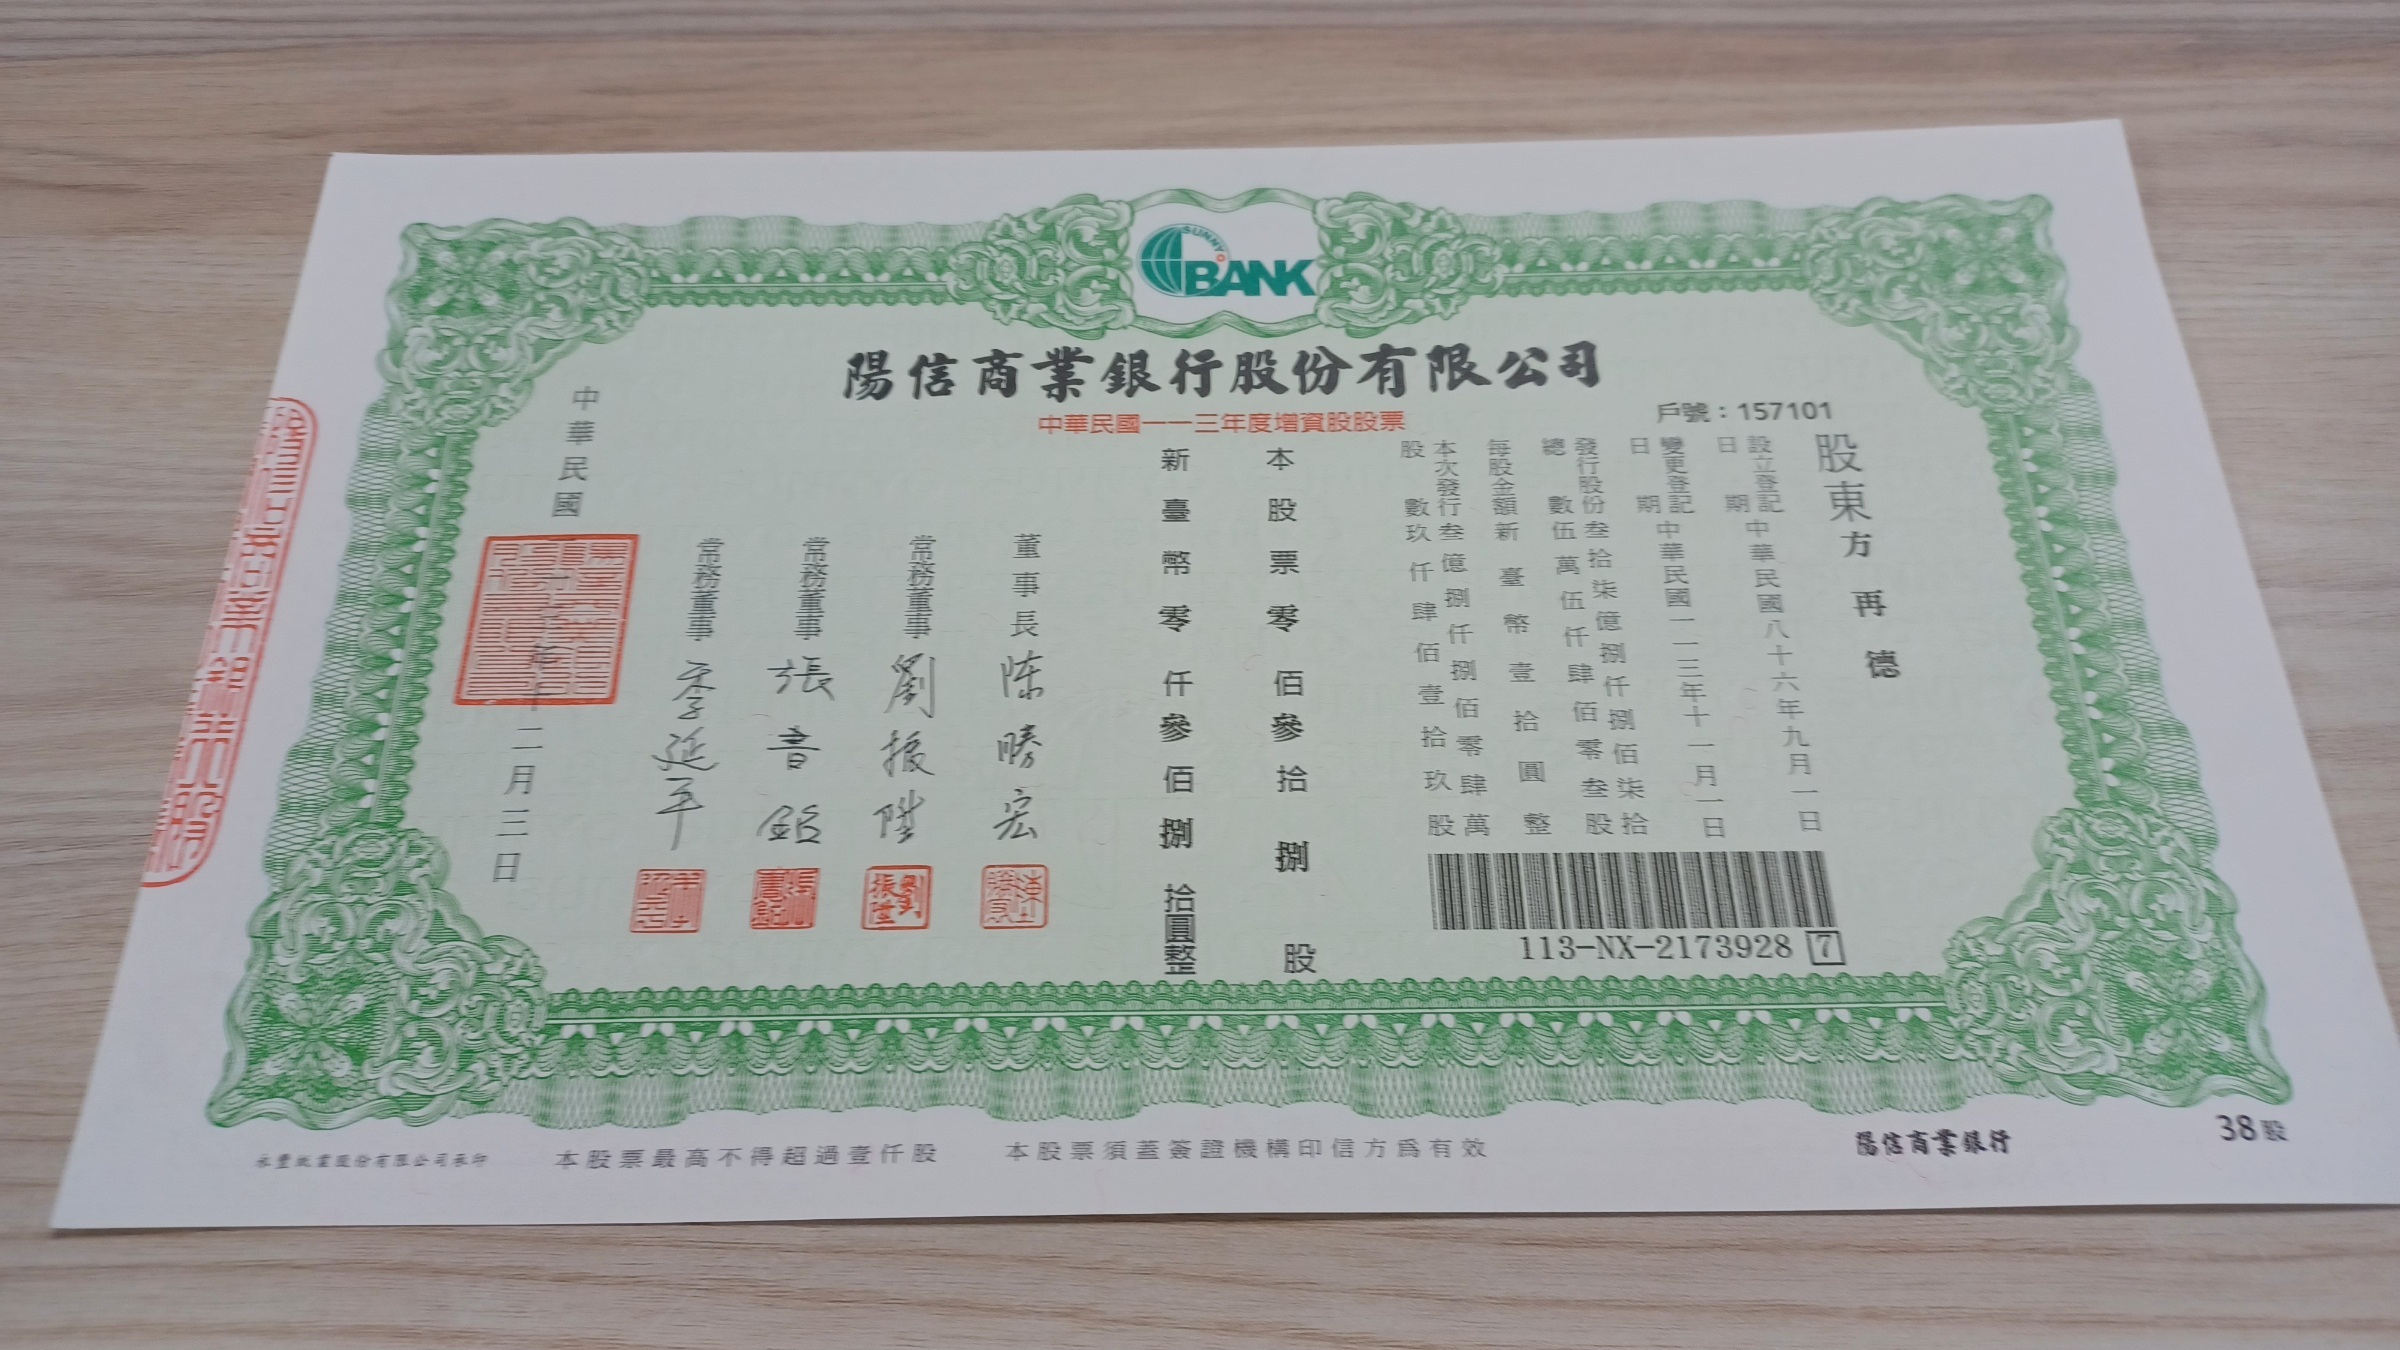 SUNNY
BANK
陽信商業銀行股份有限公司
中華民國一一三年度增資股股票
戶號：157101
股東方再德
設立登記日期 中華民國八十六年九月一日
變更登記日期 中華民國一一三年十一月一日
發行股份總數 叁拾柒億捌仟捌佰柒拾伍萬伍仟肆佰零叁股
每股金額 新臺幣壹拾圓整
本次發行股數 叁億捌仟捌佰零肆萬玖仟肆佰壹拾玖股
113-NX-2173928 7
本股票零佰參拾捌股
新臺幣零仟參佰捌拾圓整
董事長 陳勝宏
常務董事 劉振陞
常務董事
常務董事
中華民國一一三年十二月三日
永豐紙業股份有限公司承印
本股票最高不得超過壹仟股
本股票須蓋簽證機構印信方為有效
陽信商業銀行
38股